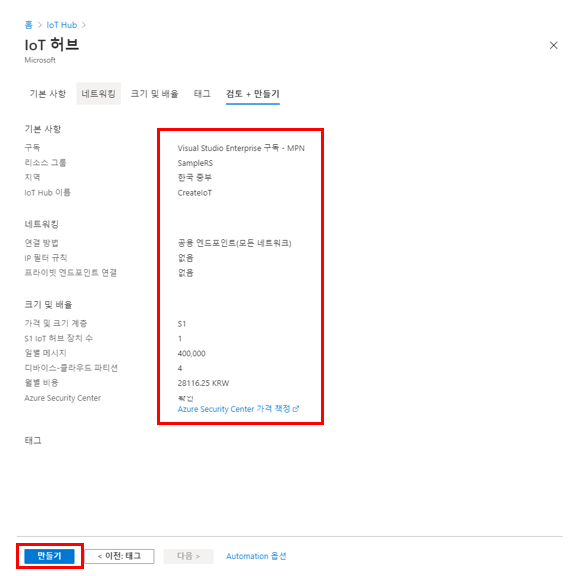 홈 > IoT Hub >
IoT 허브
Microsoft
기본 사항 네트워킹 크기 및 배율 태그 검토 + 만들기
기본 사항
구독 Visual Studio Enterprise 구독 - MPN
리소스 그룹 SampleRS
지역 한국 중부
IoT Hub 이름 CreateIoT
네트워킹
연결 방법 공용 엔드포인트(모든 네트워크)
IP 필터 규칙 없음
프라이빗 엔드포인트 연결 없음
크기 및 배율
가격 및 크기 계층 S1
S1 IoT 허브 장치 수 1
일별 메시지 400,000
디바이스-클라우드 파티션 4
월별 비용 28116.25 KRW
Azure Security Center 확인
Azure Security Center 가격 책정
태그
만들기 < 이전: 태그 다음 > Automation 옵션